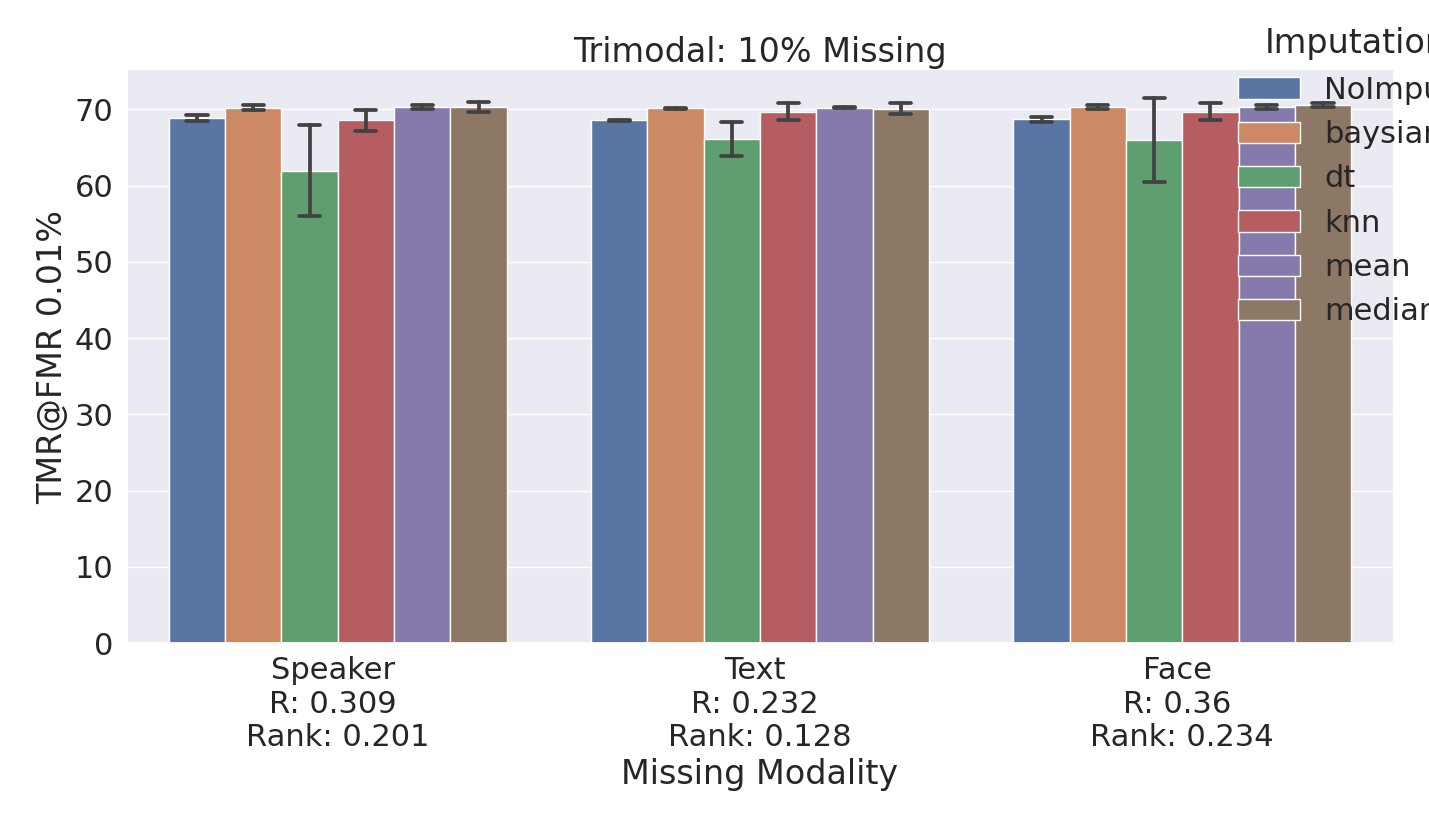 Trimodal: 10% Missing
Imputation
NoImpu
baysian
dt
knn
mean
median
TMR@FMR 0.01%
70
60
50
40
30
20
10
0
Speaker
R: 0.309
Rank: 0.201
Text
R: 0.232
Rank: 0.128
Face
R: 0.36
Rank: 0.234
Missing Modality